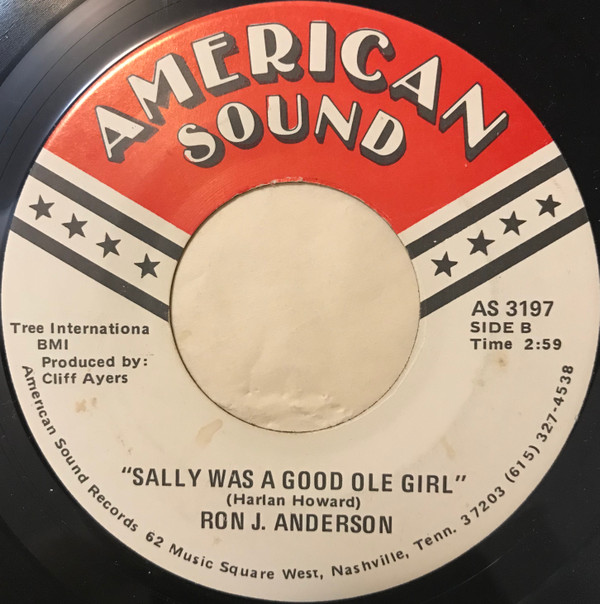 AMERICAN
SOUND
Tree Internationa
BMI
Produced by:
Cliff Ayers
AS 3197
SIDE B
Time 2:59
"SALLY WAS A GOOD OLE GIRL"
(Harlan Howard)
RON J. ANDERSON
American Sound Records 62 Music Square West, Nashville, Tenn. 37203 (615) 327-4538